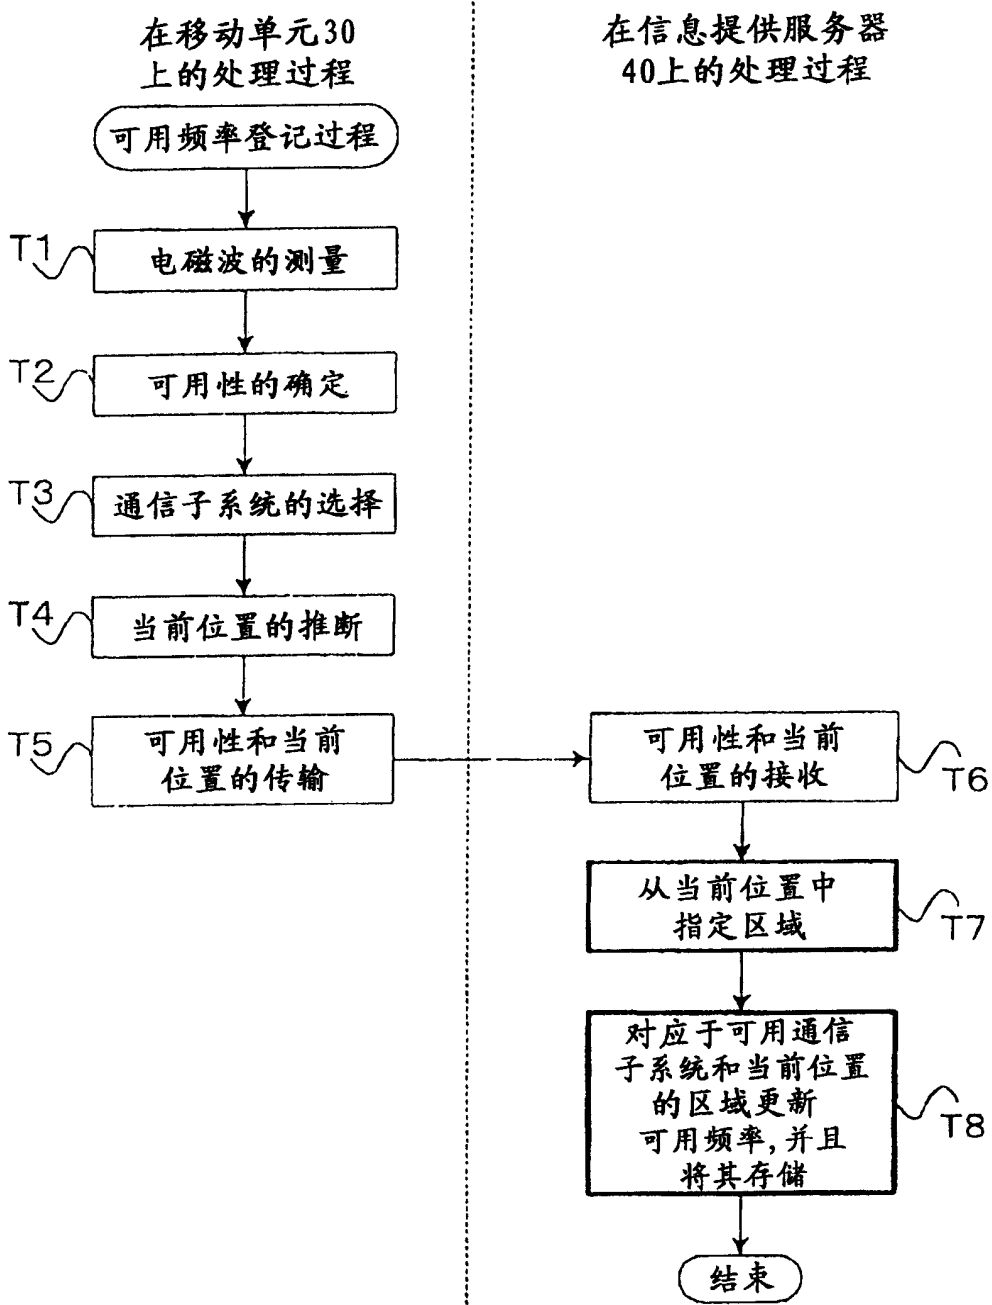 在移动单元30
上的处理过程
可用频率登记过程
T1
电磁波的测量
T2
可用性的确定
T3
通信子系统的选择
T4
当前位置的推断
T5
可用性和当前
位置的传输
在信息提供服务器
40上的处理过程
可用性和当前
位置的接收
T6
从当前位置中
指定区域
T7
对应于可用通信
子系统和当前位置
的区域更新
可用频率,并且
将其存储
T8
结束